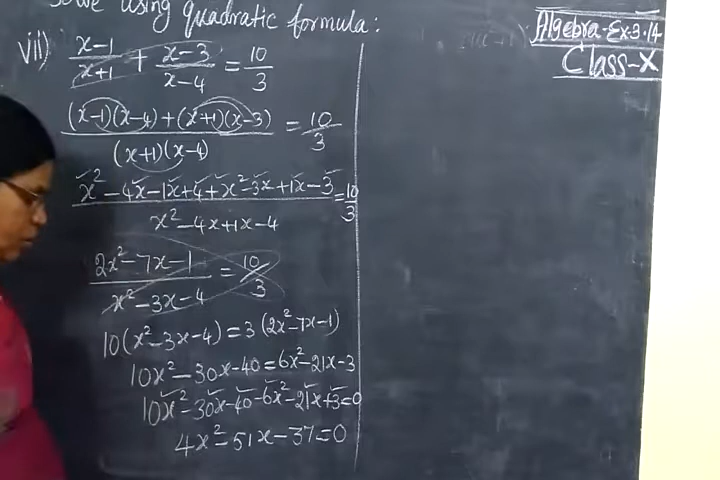 Solve using quadratic formula:
Algebra-Ex-3.14
Class-X
vii) (x-1)/(x+1) + (x-3)/(x-4) = 10/3
((x-1)(x-4)+(x+1)(x-3))/((x+1)(x-4)) = 10/3
(x²-4x-1x+4+x²-3x+1x-3)/(x²-4x+1x-4) = 10/3
(2x²-7x-1)/(x²-3x-4) = 10/3
10(x²-3x-4)=3(2x²-7x-1)
10x²-30x-40=6x²-21x-3
10x²-30x-40-6x²-21x+3=0
4x²-51x-37=0